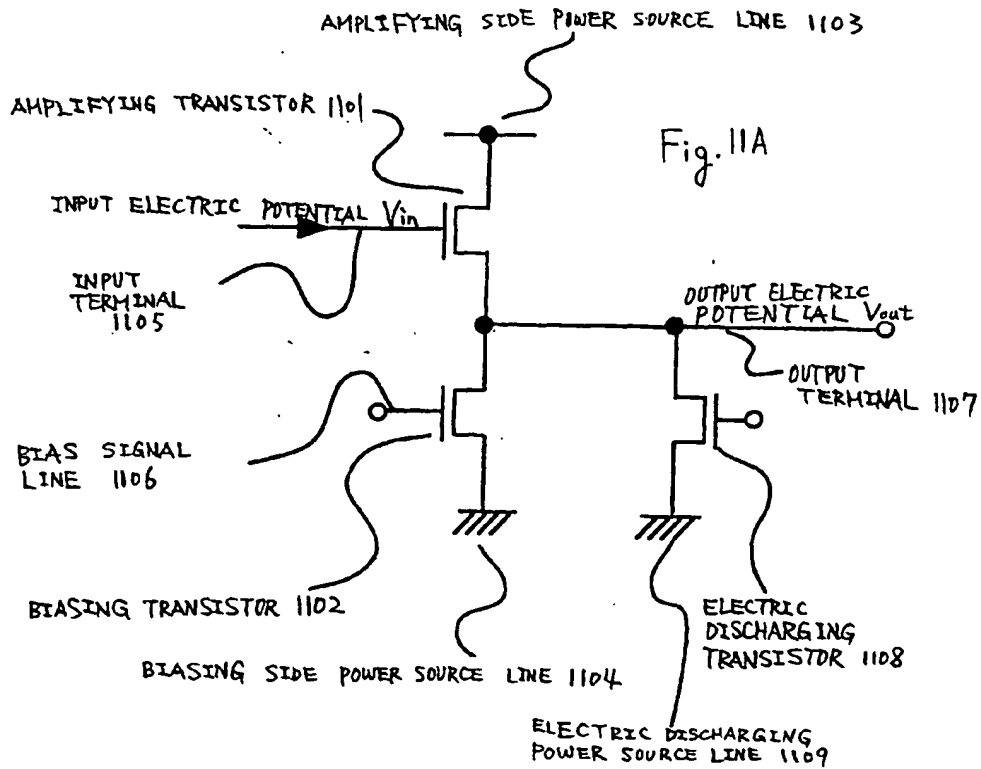 AMPLIFYING SIDE POWER SOURCE LINE 1103
AMPLIFYING TRANSISTOR 1101
Fig. 11A
INPUT ELECTRIC POTENTIAL Vin
INPUT
TERMINAL
1105
OUTPUT ELECTRIC
POTENTIAL Vout
OUTPUT
TERMINAL 1107
BIAS SIGNAL
LINE 1106
BIASING TRANSISTOR 1102
ELECTRIC
DISCHARGING
TRANSISTOR 1108
BIASING SIDE POWER SOURCE LINE 1104
ELECTRIC DISCHARGING
POWER SOURCE LINE 1109